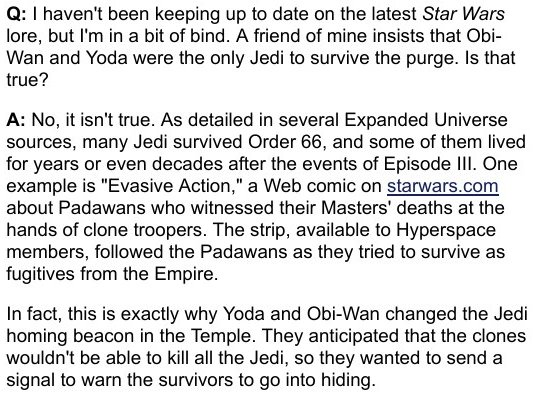 Q: I haven't been keeping up to date on the latest Star Wars
lore, but I'm in a bit of bind. A friend of mine insists that Obi-
Wan and Yoda were the only Jedi to survive the purge. Is that
true?
A: No, it isn't true. As detailed in several Expanded Universe
sources, many Jedi survived Order 66, and some of them lived
for years or even decades after the events of Episode III. One
example is "Evasive Action," a Web comic on starwars.com
about Padawans who witnessed their Masters' deaths at the
hands of clone troopers. The strip, available to Hyperspace
members, followed the Padawans as they tried to survive as
fugitives from the Empire.
In fact, this is exactly why Yoda and Obi-Wan changed the Jedi
homing beacon in the Temple. They anticipated that the clones
wouldn't be able to kill all the Jedi, so they wanted to send a
signal to warn the survivors to go into hiding.